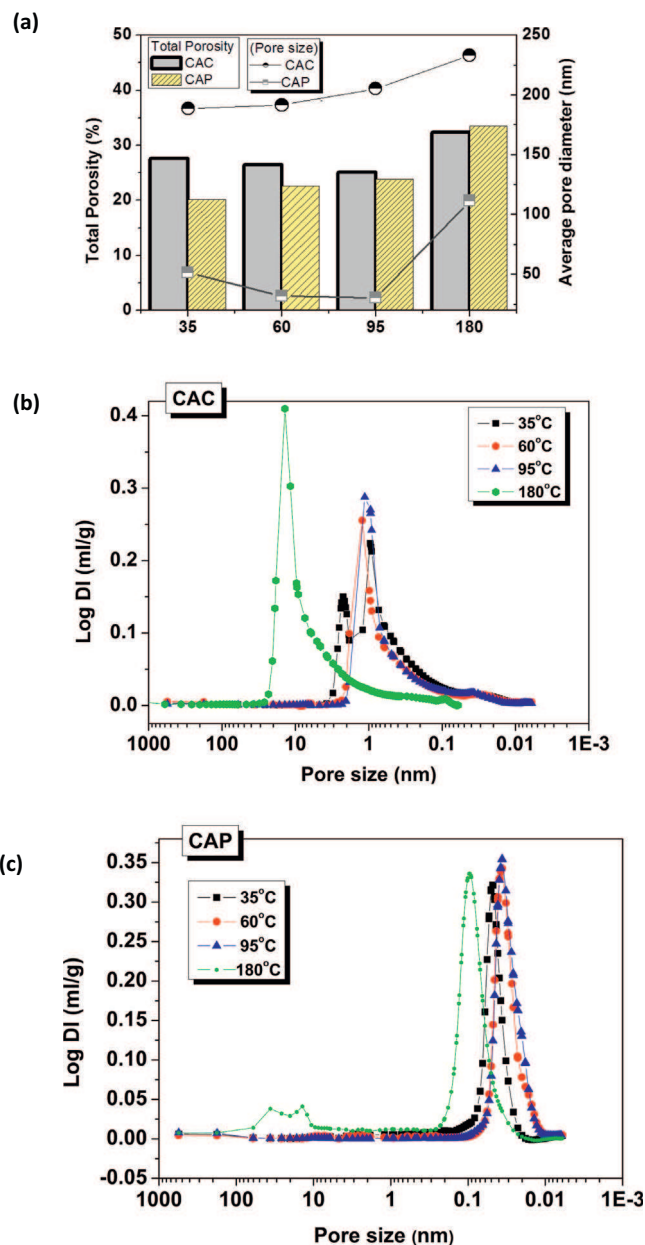 (a)
Total Porosity
CAC
CAP
(Pore size)
CAC
CAP
50
40
30
20
10
0
250
200
150
100
50
Total Porosity (%)
Average pore diameter (nm)
35 60 95 180
(b)
CAC
35°C
60°C
95°C
180°C
0.4
0.3
0.2
0.1
0.0
Log DI (ml/g)
1000 100 10 1 0.1 0.01 1E-3
Pore size (nm)
(c)
CAP
35°C
60°C
95°C
180°C
0.35
0.30
0.25
0.20
0.15
0.10
0.05
0.00
-0.05
Log DI (ml/g)
1000 100 10 1 0.1 0.01 1E-3
Pore size (nm)